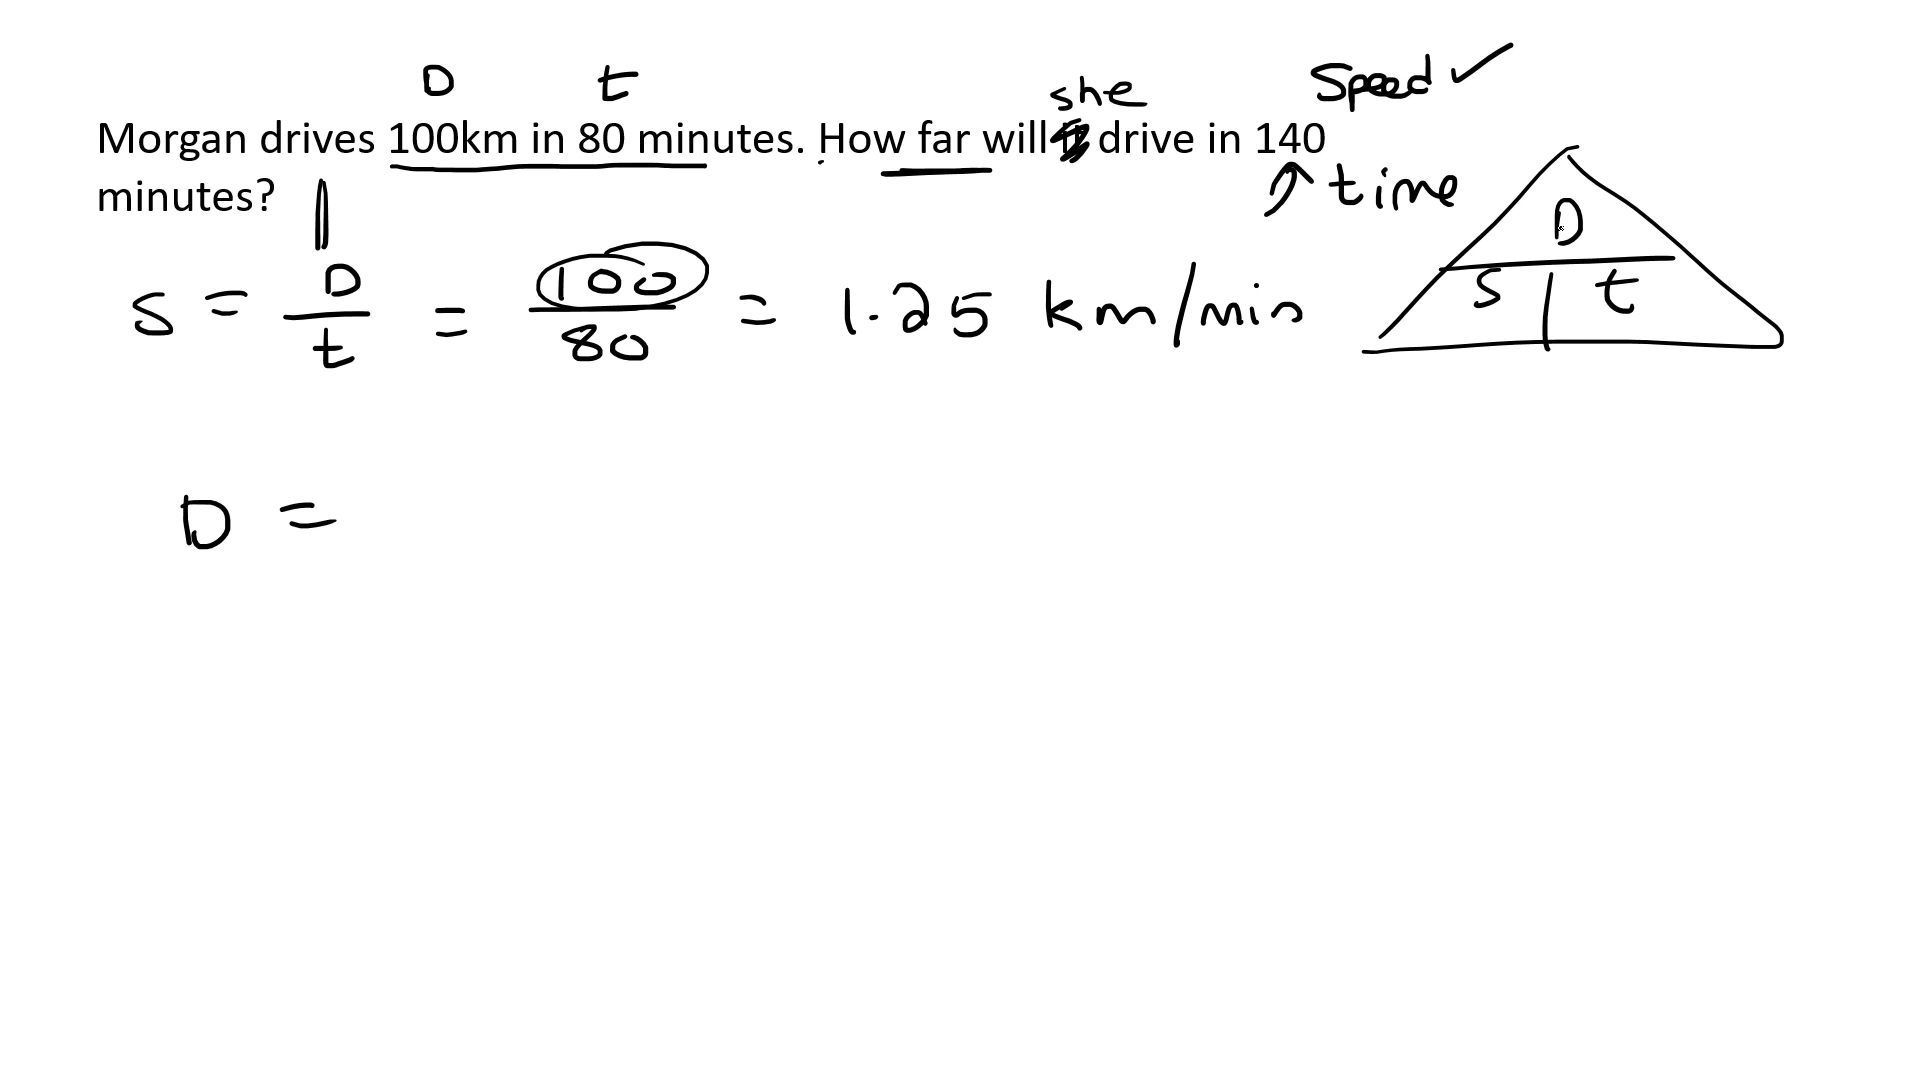 D t she Speed ✓
Morgan drives 100km in 80 minutes. How far will drive in 140
minutes? time
D
s t
s = D/t = 100/80 = 1.25 km/min
D =